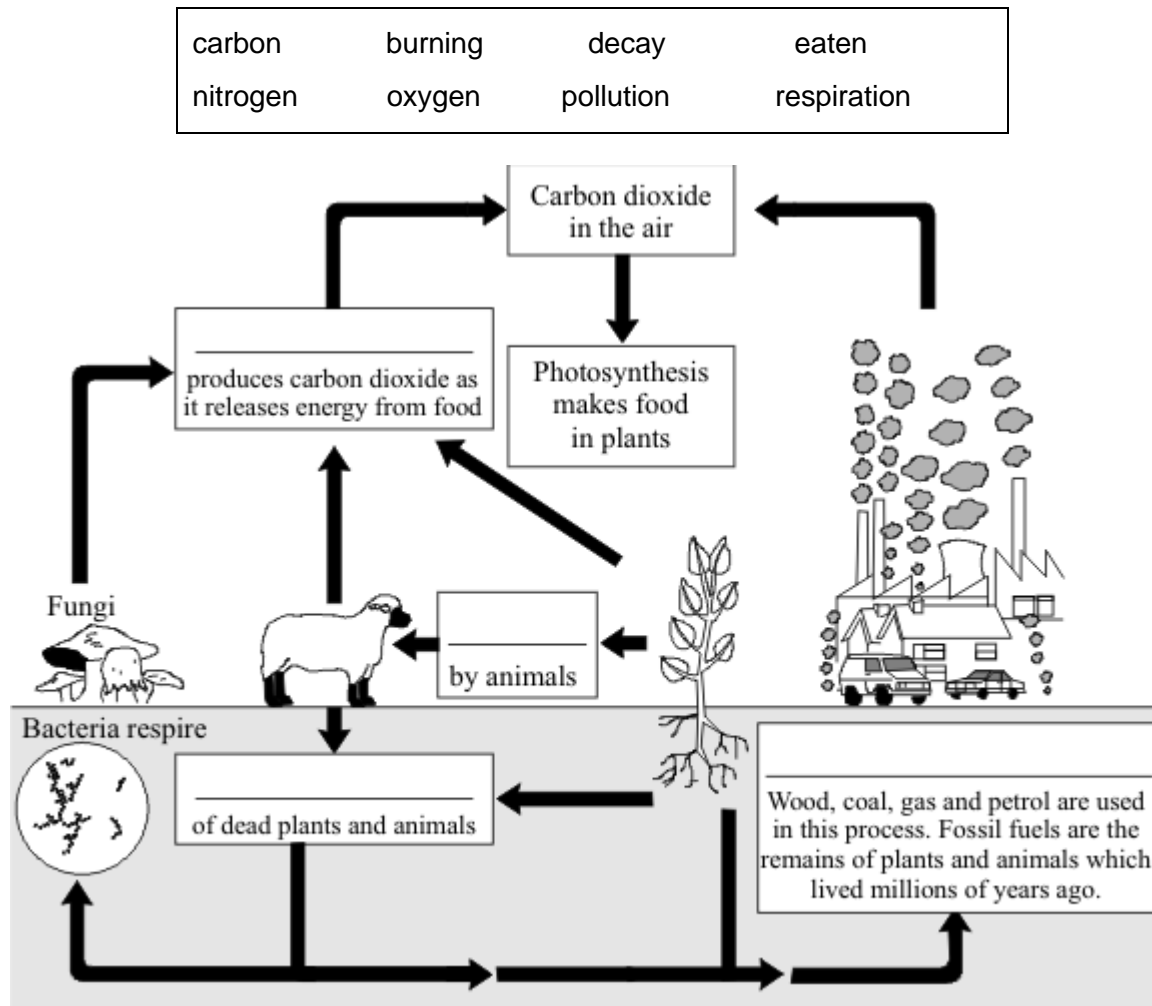 carbon burning decay eaten
nitrogen oxygen pollution respiration
Carbon dioxide
in the air
produces carbon dioxide as
it releases energy from food
Photosynthesis
makes food
in plants
Fungi
by animals
Bacteria respire
of dead plants and animals
Wood, coal, gas and petrol are used
in this process. Fossil fuels are the
remains of plants and animals which
lived millions of years ago.